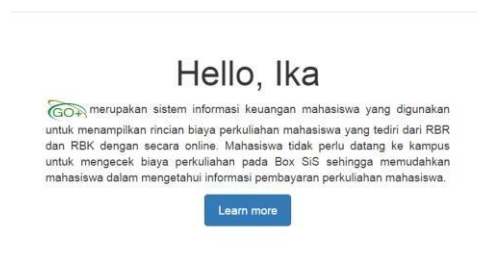 Hello, Ika
GO+ merupakan sistem informasi keuangan mahasiswa yang digunakan
untuk menampilkan rincian biaya perkuliahan mahasiswa yang tediri dari RBR
dan RBK dengan secara online. Mahasiswa tidak perlu datang ke kampus
untuk mengecek biaya perkuliahan pada Box SiS sehingga memudahkan
mahasiswa dalam mengetahui informasi pembayaran perkuliahan mahasiswa.
Learn more